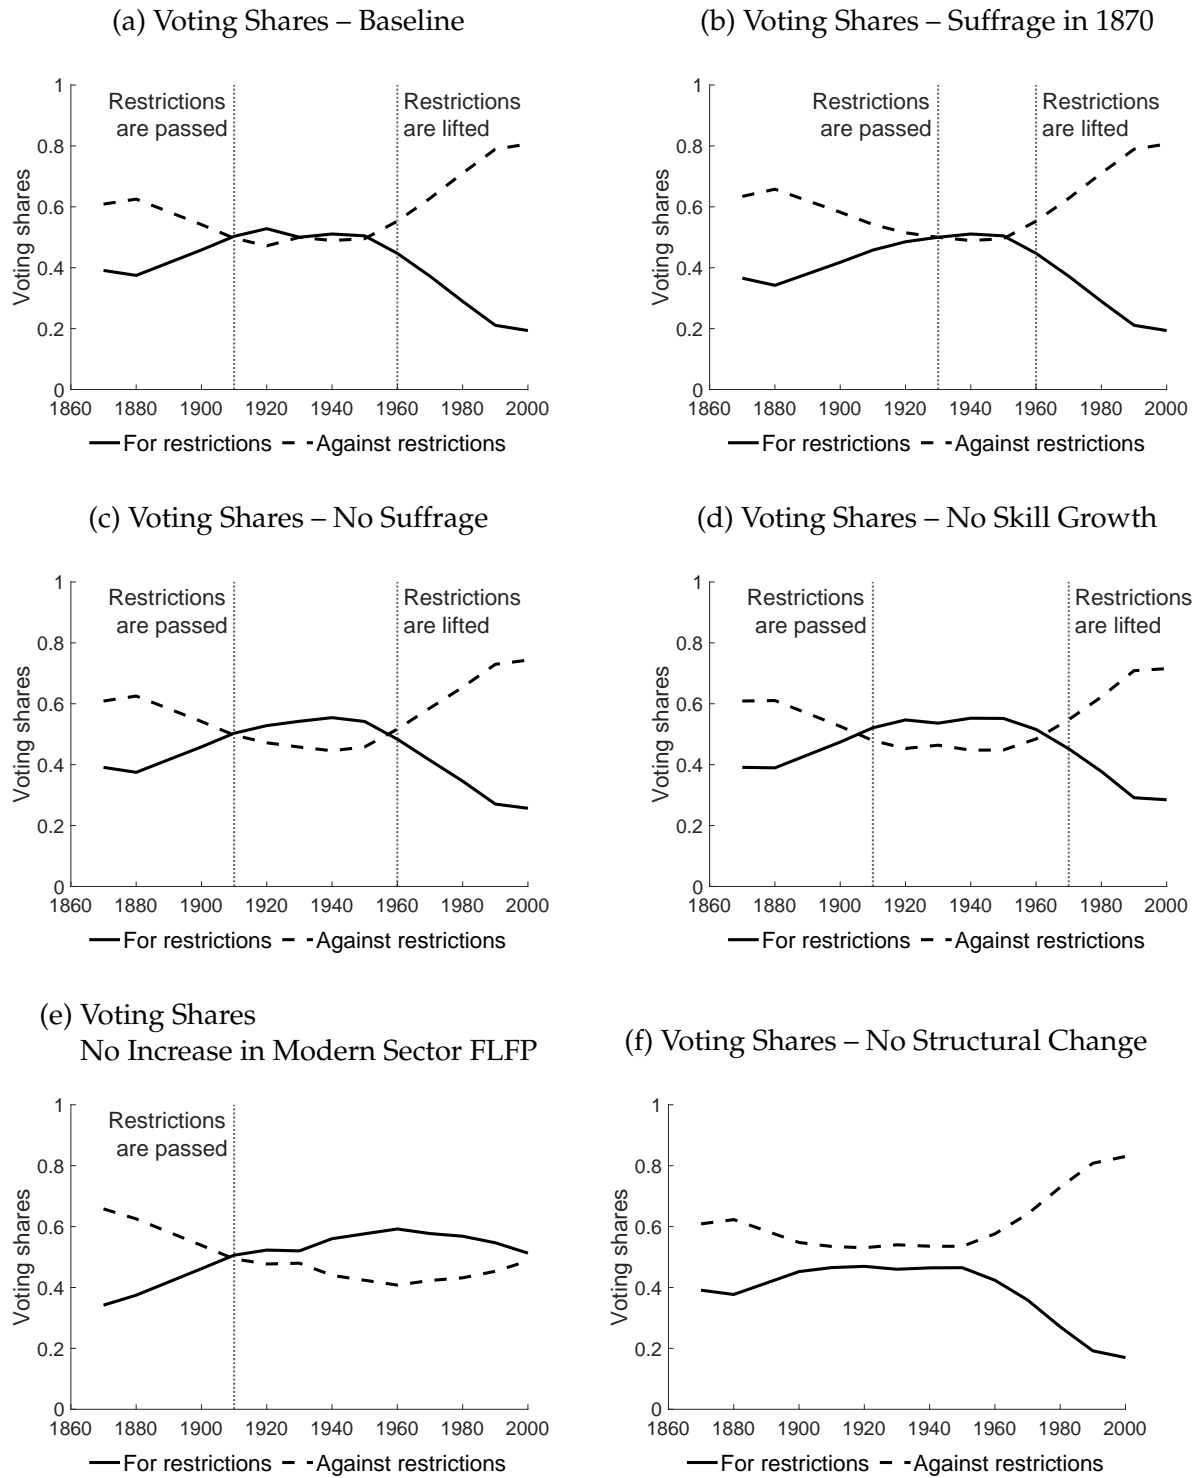 (a) Voting Shares – Baseline
Restrictions
are passed
Restrictions
are lifted
Voting shares
1
0.8
0.6
0.4
0.2
0
1860 1880 1900 1920 1940 1960 1980 2000
For restrictions Against restrictions
(b) Voting Shares – Suffrage in 1870
Restrictions
are passed
Restrictions
are lifted
Voting shares
1
0.8
0.6
0.4
0.2
0
1860 1880 1900 1920 1940 1960 1980 2000
For restrictions Against restrictions
(c) Voting Shares – No Suffrage
Restrictions
are passed
Restrictions
are lifted
Voting shares
1
0.8
0.6
0.4
0.2
0
1860 1880 1900 1920 1940 1960 1980 2000
For restrictions Against restrictions
(d) Voting Shares – No Skill Growth
Restrictions
are passed
Restrictions
are lifted
Voting shares
1
0.8
0.6
0.4
0.2
0
1860 1880 1900 1920 1940 1960 1980 2000
For restrictions Against restrictions
(e) Voting Shares
No Increase in Modern Sector FLFP
Restrictions
are passed
Voting shares
1
0.8
0.6
0.4
0.2
0
1860 1880 1900 1920 1940 1960 1980 2000
For restrictions Against restrictions
(f) Voting Shares – No Structural Change
Voting shares
1
0.8
0.6
0.4
0.2
0
1860 1880 1900 1920 1940 1960 1980 2000
For restrictions Against restrictions